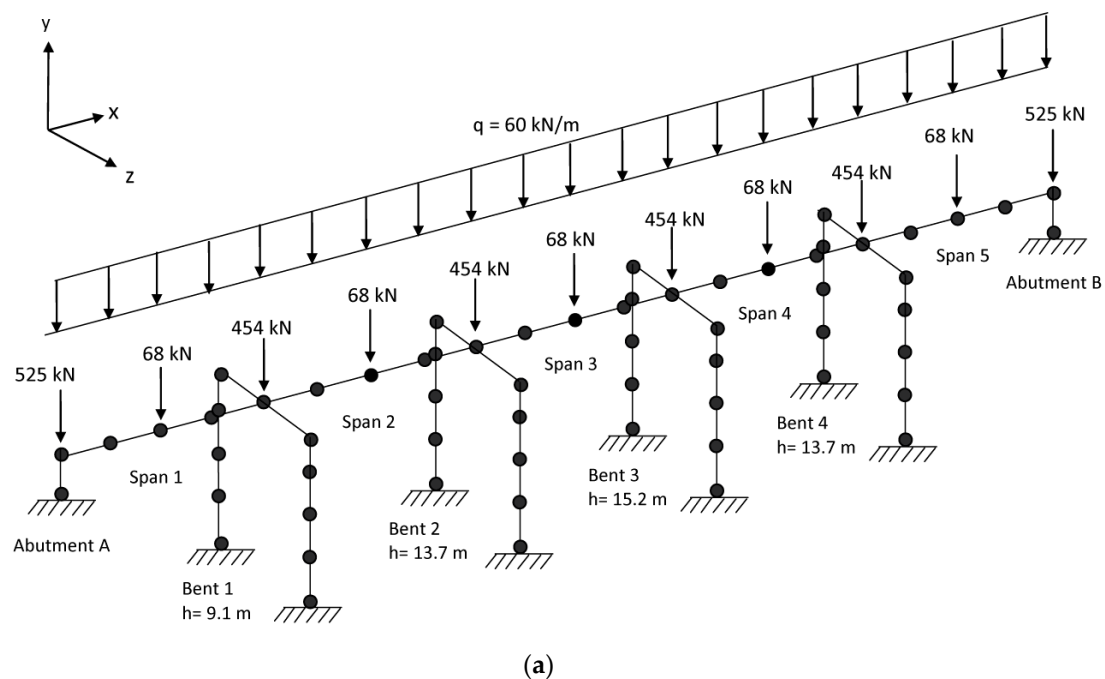 y
x
z
q = 60 kN/m
525 kN
68 kN
454 kN
68 kN
454 kN
68 kN
454 kN
68 kN
454 kN
68 kN
525 kN
Span 1
Span 2
Span 3
Span 4
Span 5
Abutment A
Bent 1
h= 9.1 m
Bent 2
h= 13.7 m
Bent 3
h= 15.2 m
Bent 4
h= 13.7 m
Abutment B
(a)